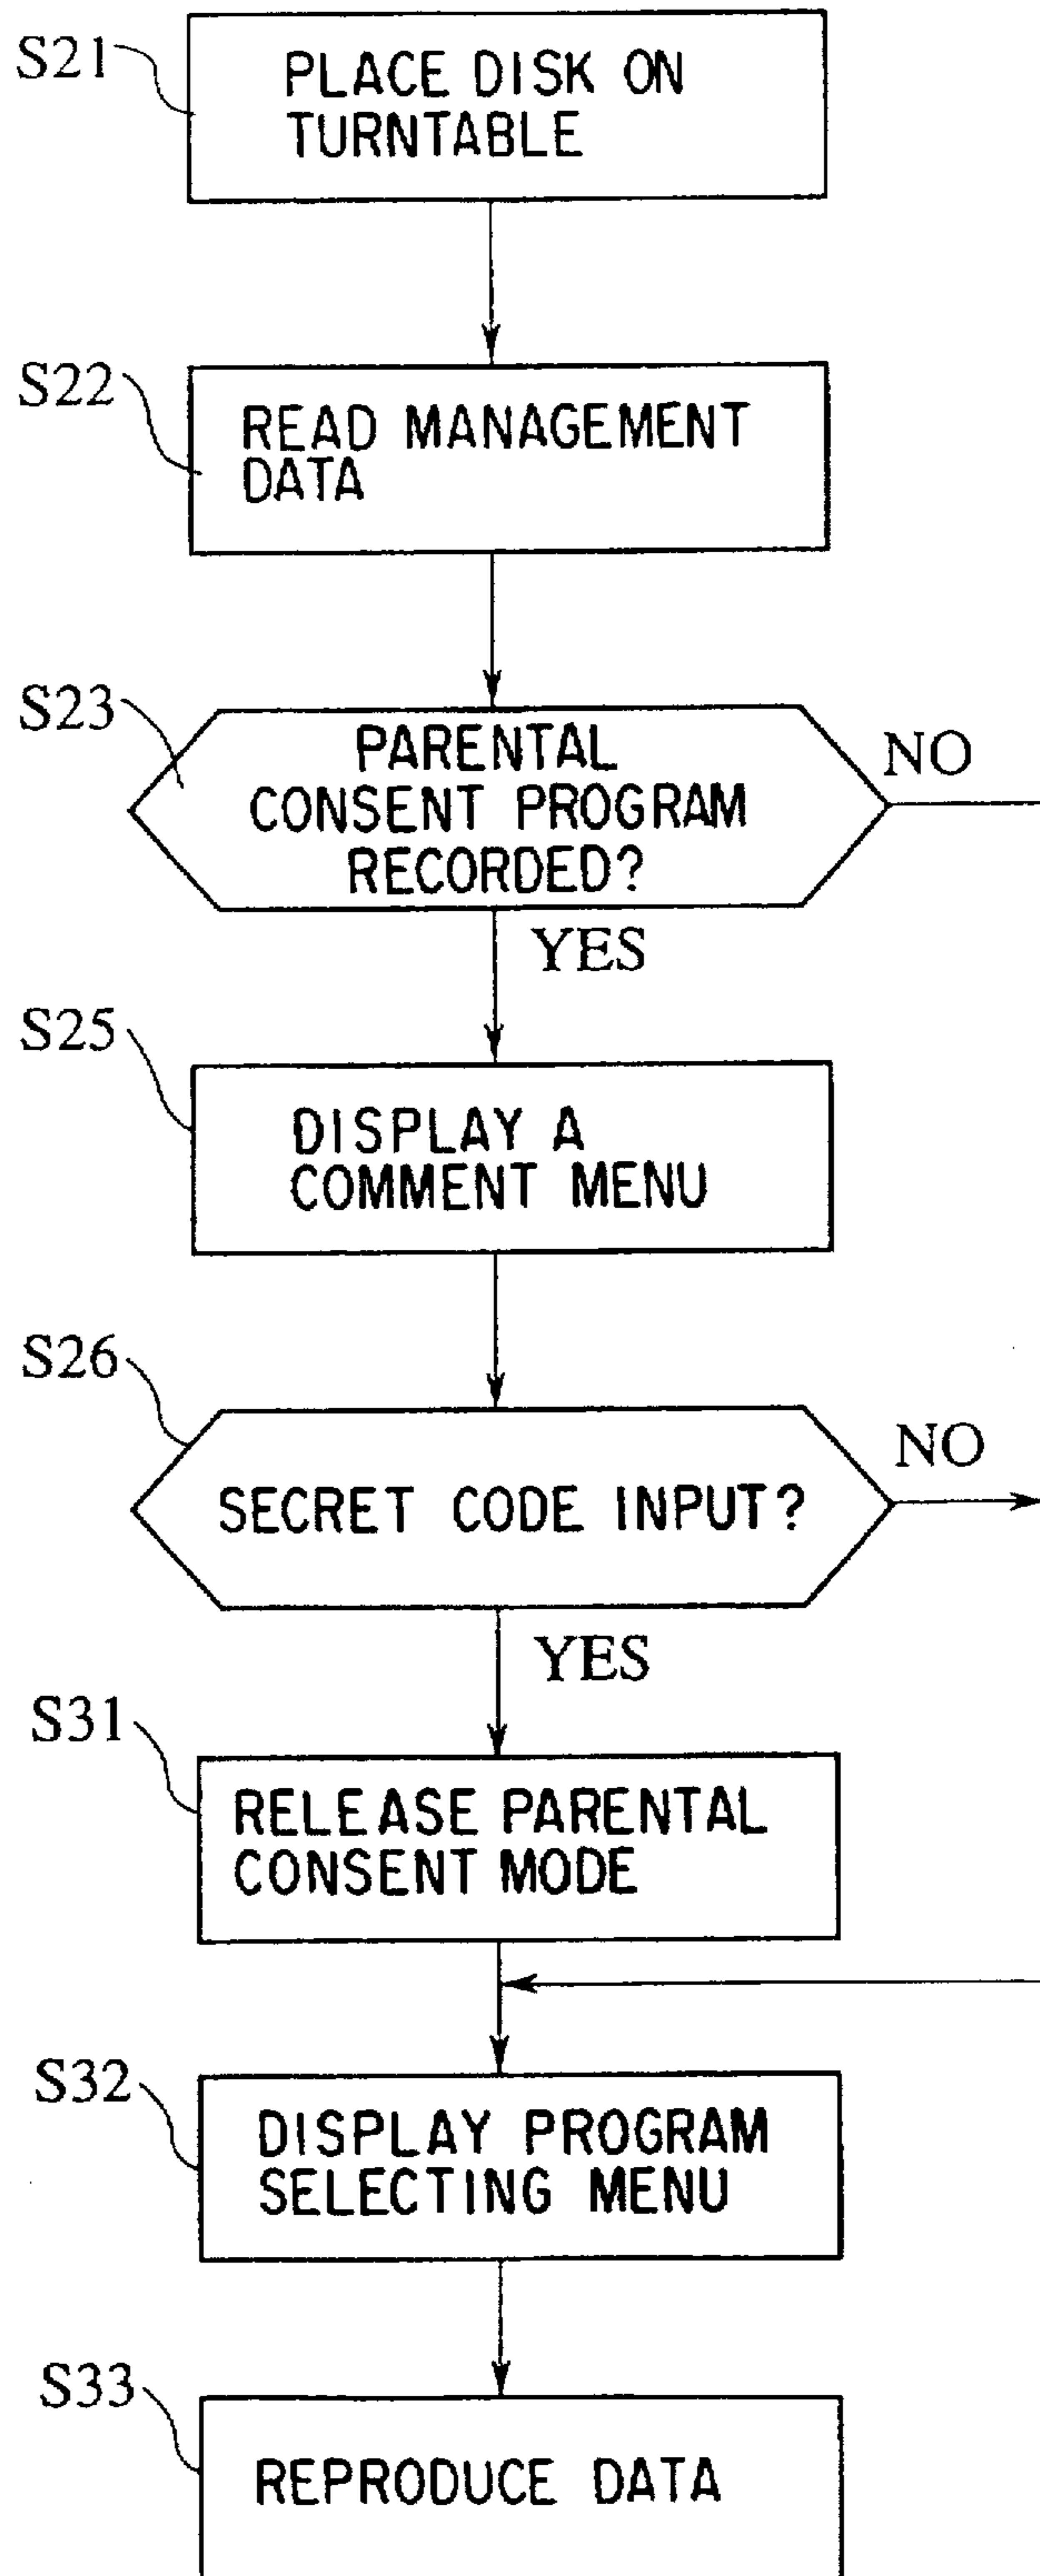 S21
PLACE DISK ON
TURNTABLE
S22
READ MANAGEMENT
DATA
S23
PARENTAL
CONSENT PROGRAM
RECORDED?
NO
YES
S25
DISPLAY A
COMMENT MENU
S26
SECRET CODE INPUT?
NO
YES
S31
RELEASE PARENTAL
CONSENT MODE
S32
DISPLAY PROGRAM
SELECTING MENU
S33
REPRODUCE DATA